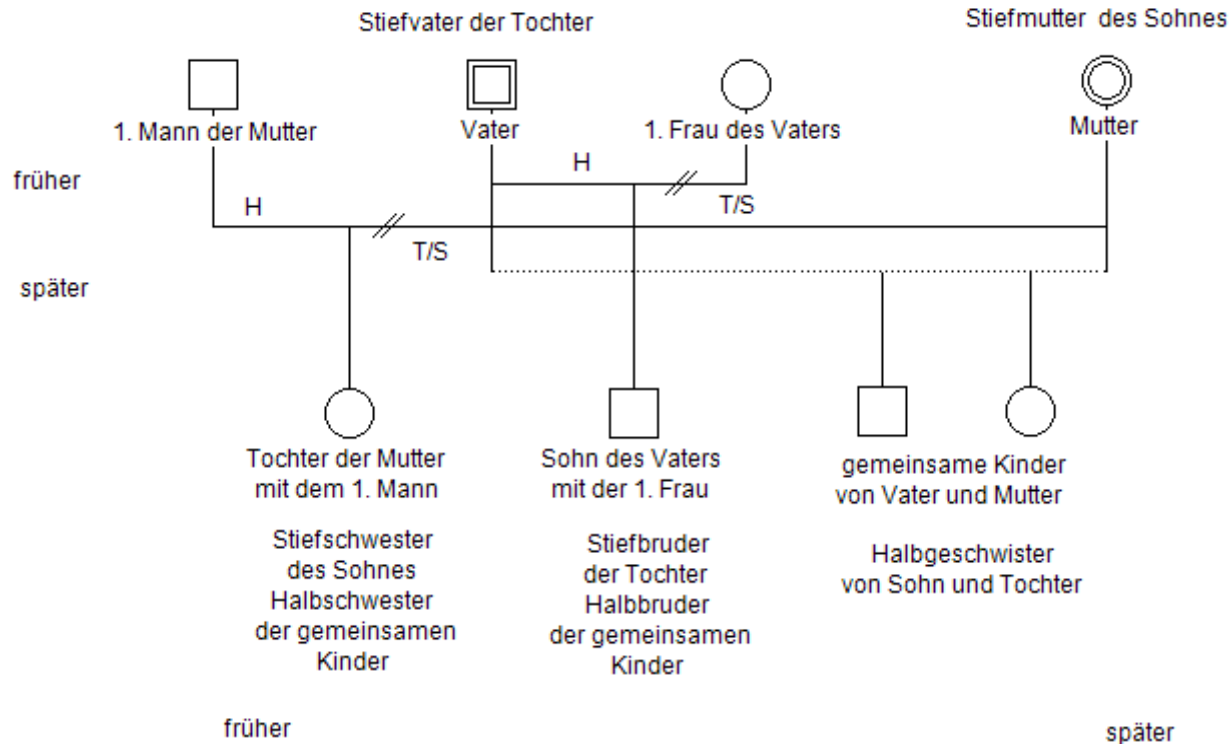 Stiefvater der Tochter
Stiefmutter des Sohnes
1. Mann der Mutter
Vater
1. Frau des Vaters
Mutter
früher
H
T/S
H
T/S
später
Tochter der Mutter
mit dem 1. Mann
Stiefschwester
des Sohnes
Halbschwester
der gemeinsamen
Kinder
Sohn des Vaters
mit der 1. Frau
Stiefbruder
der Tochter
Halbbruder
der gemeinsamen
Kinder
gemeinsame Kinder
von Vater und Mutter
Halbgeschwister
von Sohn und Tochter
früher
später